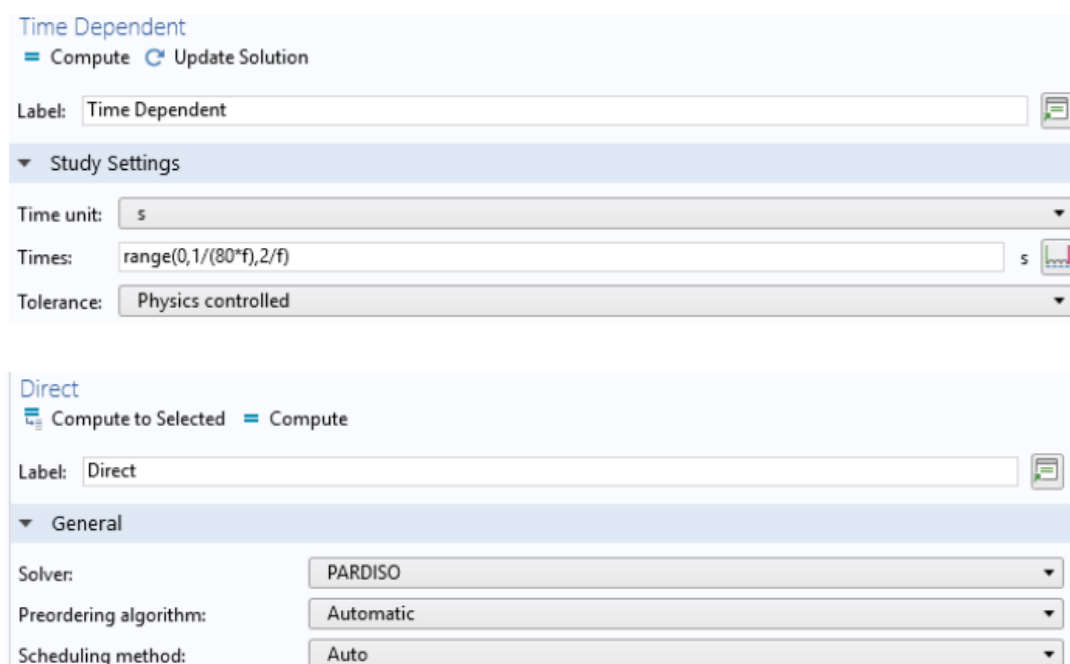 Time Dependent
= Compute Update Solution
Label: Time Dependent
Study Settings
Time unit: s
Times: range(0,1/(80*f),2/f) s
Tolerance: Physics controlled
Direct
Compute to Selected = Compute
Label: Direct
General
Solver: PARDISO
Preordering algorithm: Automatic
Scheduling method: Auto